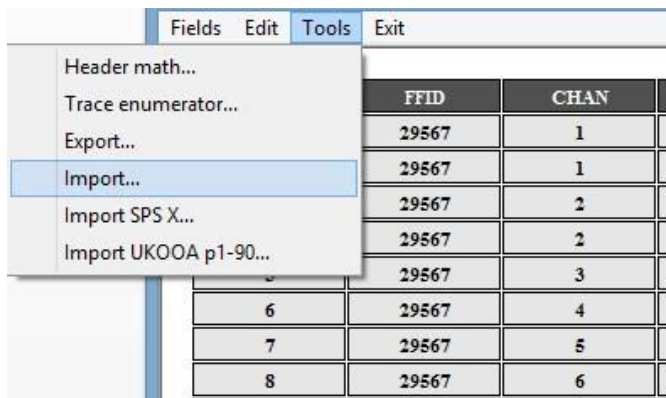 Fields Edit Tools Exit
Header math...
Trace enumerator...
Export...
Import...
Import SPS X...
Import UKOOA p1-90...
FFID CHAN
29567 1
29567 1
29567 2
29567 2
29567 3
6 29567 4
7 29567 5
8 29567 6